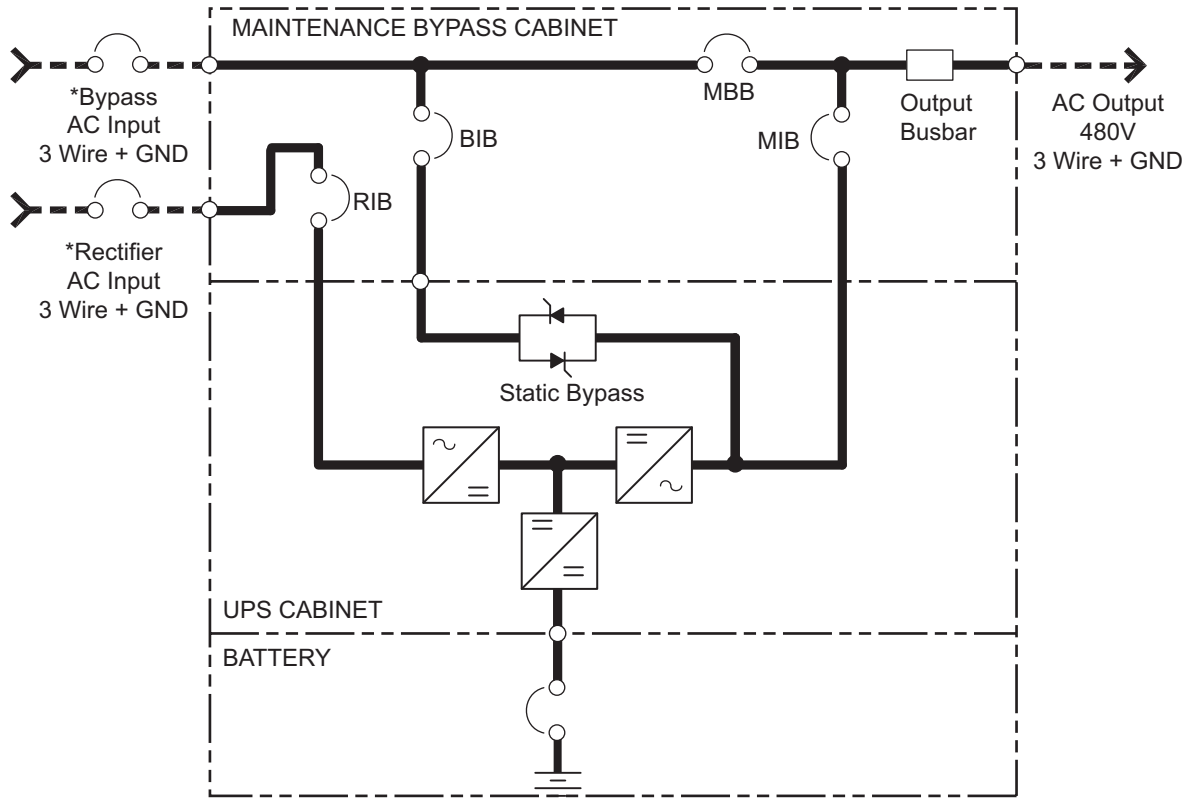 MAINTENANCE BYPASS CABINET
*Bypass
AC Input
3 Wire + GND
BIB
MBB
MIB
Output
Busbar
AC Output
480V
3 Wire + GND
RIB
*Rectifier
AC Input
3 Wire + GND
Static Bypass
UPS CABINET
BATTERY